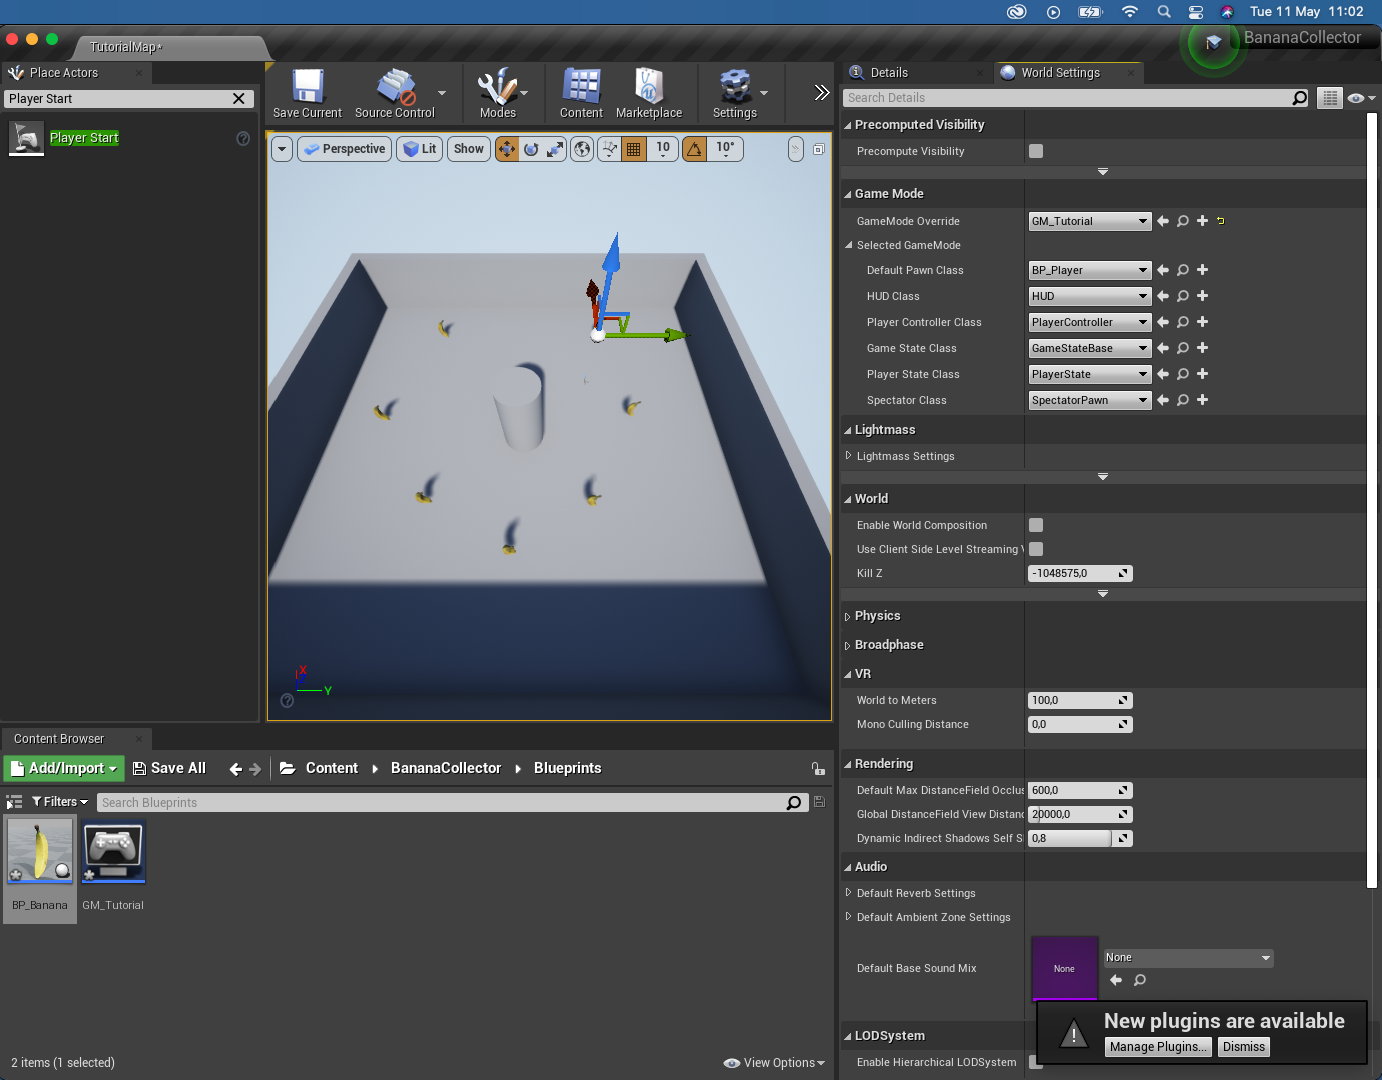 Tue 11 May 11:02
TutorialMap*
BananaCollector
Place Actors
Player Start
Player Start
Save Current
Source Control
Modes
Content
Marketplace
Settings
Perspective
Lit
Show
10
10°
X
Y
Details
World Settings
Search Details
Precomputed Visibility
Precompute Visibility
Game Mode
GameMode Override GM_Tutorial
Selected GameMode
Default Pawn Class BP_Player
HUD Class HUD
Player Controller Class PlayerController
Game State Class GameStateBase
Player State Class PlayerState
Spectator Class SpectatorPawn
Lightmass
Lightmass Settings
World
Enable World Composition
Use Client Side Level Streaming
Kill Z -1048575,0
Physics
Broadphase
VR
World to Meters 100,0
Mono Culling Distance 0,0
Rendering
Default Max DistanceField Occlus 600,0
Global DistanceField View Distanc 20000,0
Dynamic Indirect Shadows Self S 0,8
Audio
Default Reverb Settings
Default Ambient Zone Settings
Default Base Sound Mix
None
None
LODSystem
Enable Hierarchical LODSystem
New plugins are available
Manage Plugins...
Dismiss
Content Browser
Add/Import
Save All
Content
BananaCollector
Blueprints
Filters
Search Blueprints
BP_Banana
GM_Tutorial
2 items (1 selected)
View Options